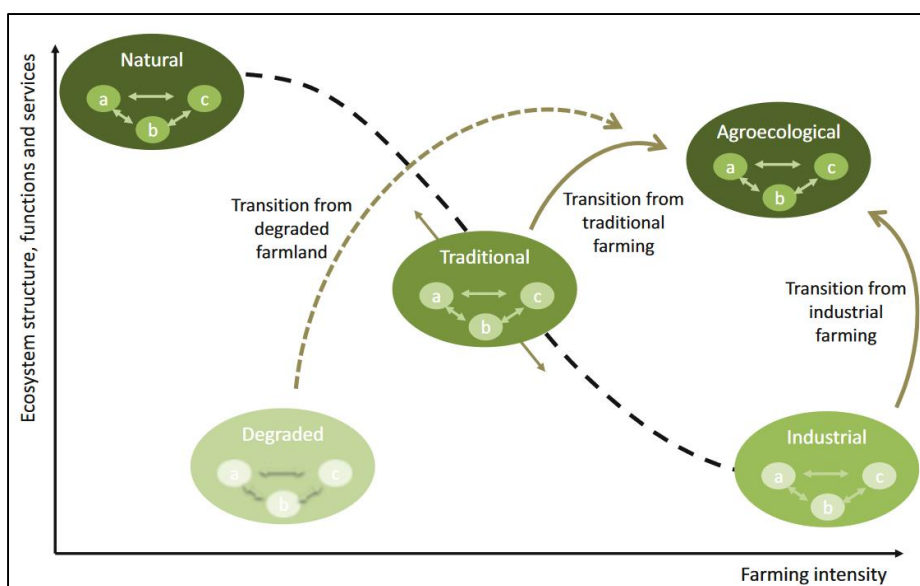 Ecosystem structure, functions and services
Natural
a
c
b
Agroecological
a
c
b
Transition from
degraded
farmland
Transition from
traditional
farming
Traditional
a
c
b
Transition from
industrial
farming
Degraded
a
c
b
Industrial
a
c
b
Farming intensity